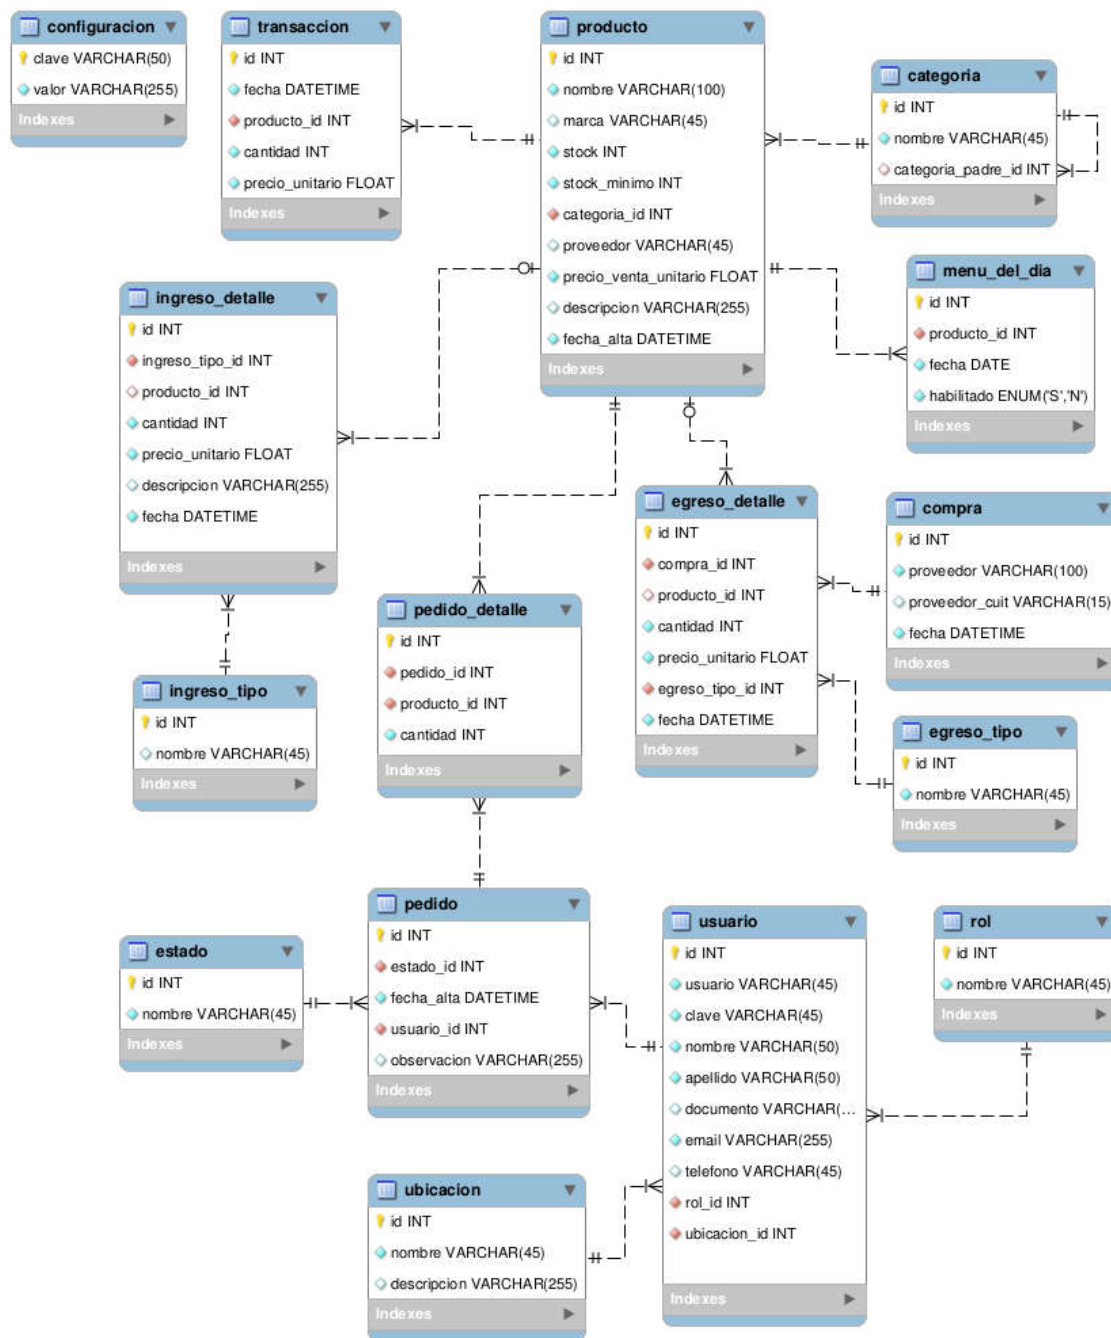 configuracion
clave VARCHAR(50)
valor VARCHAR(255)
Indexes
transaccion
id INT
fecha DATETIME
producto_id INT
cantidad INT
precio_unitario FLOAT
Indexes
producto
id INT
nombre VARCHAR(100)
marca VARCHAR(45)
stock INT
stock_minimo INT
categoria_id INT
proveedor VARCHAR(45)
precio_venta_unitario FLOAT
descripcion VARCHAR(255)
fecha_alta DATETIME
Indexes
categoria
id INT
nombre VARCHAR(45)
categoria_padre_id INT
Indexes
menu_del_dia
id INT
producto_id INT
fecha DATE
habilitado ENUM('S','N')
Indexes
ingreso_detalle
id INT
ingreso_tipo_id INT
producto_id INT
cantidad INT
precio_unitario FLOAT
descripcion VARCHAR(255)
fecha DATETIME
Indexes
egreso_detalle
id INT
compra_id INT
producto_id INT
cantidad INT
precio_unitario FLOAT
egreso_tipo_id INT
fecha DATETIME
Indexes
compra
id INT
proveedor VARCHAR(100)
proveedor_cuit VARCHAR(15)
fecha DATETIME
Indexes
pedido_detalle
id INT
pedido_id INT
producto_id INT
cantidad INT
Indexes
ingreso_tipo
id INT
nombre VARCHAR(45)
Indexes
egreso_tipo
id INT
nombre VARCHAR(45)
Indexes
pedido
id INT
estado_id INT
fecha_alta DATETIME
usuario_id INT
observacion VARCHAR(255)
Indexes
estado
id INT
nombre VARCHAR(45)
Indexes
usuario
id INT
usuario VARCHAR(45)
clave VARCHAR(45)
nombre VARCHAR(50)
apellido VARCHAR(50)
documento VARCHAR(...
email VARCHAR(255)
telefono VARCHAR(45)
rol_id INT
ubicacion_id INT
Indexes
rol
id INT
nombre VARCHAR(45)
Indexes
ubicacion
id INT
nombre VARCHAR(45)
descripcion VARCHAR(255)
Indexes